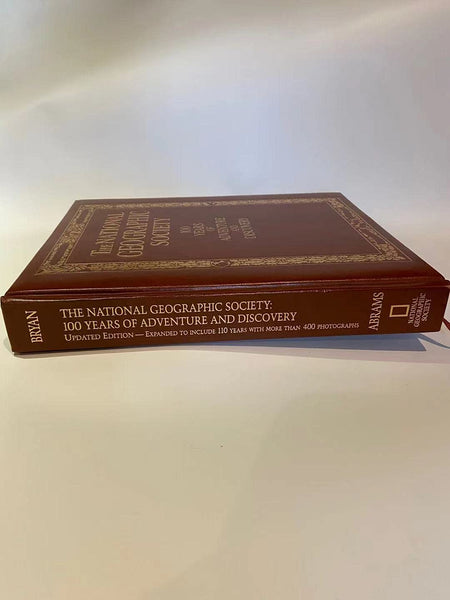 THE NATIONAL
GEOGRAPHIC
SOCIETY
100
YEARS
OF
ADVENTURE
AND
DISCOVERY
BRYAN
THE NATIONAL GEOGRAPHIC SOCIETY:
100 YEARS OF ADVENTURE AND DISCOVERY
UPDATED EDITION — EXPANDED TO INCLUDE 110 YEARS WITH MORE THAN 400 PHOTOGRAPHS
ABRAMS
NATIONAL
GEOGRAPHIC
SOCIETY